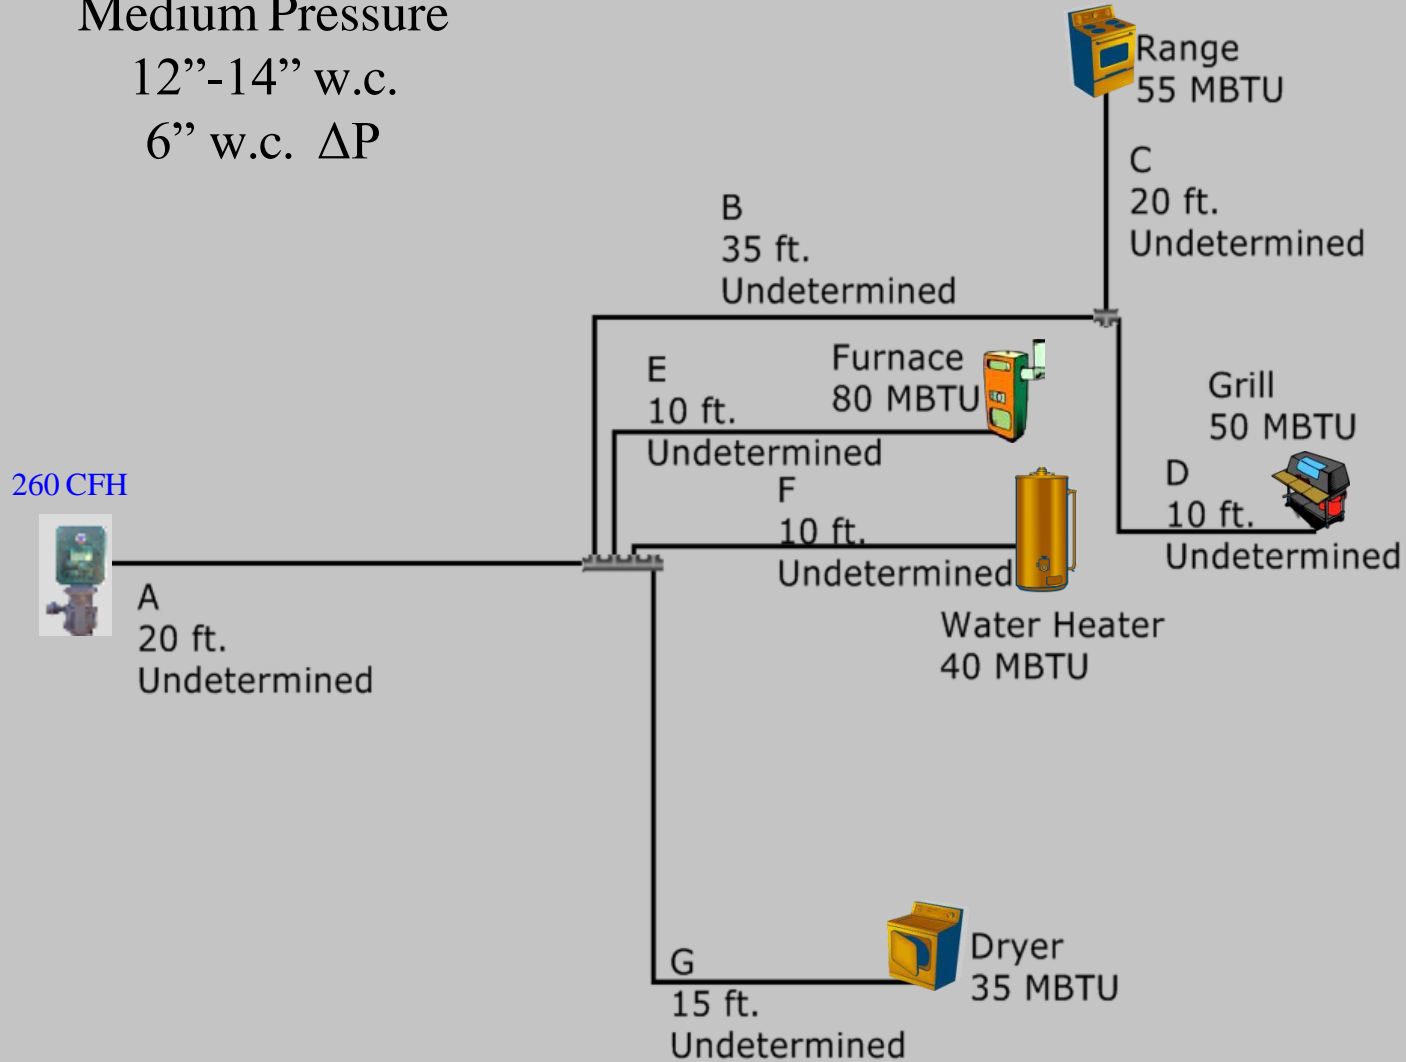 Medium Pressure
12”-14” w.c.
6” w.c. ΔP
Range
55 MBTU
C
20 ft.
Undetermined
B
35 ft.
Undetermined
Furnace
80 MBTU
E
10 ft.
Undetermined
Grill
50 MBTU
D
10 ft.
Undetermined
260 CFH
F
10 ft.
Undetermined
A
20 ft.
Undetermined
Water Heater
40 MBTU
Dryer
35 MBTU
G
15 ft.
Undetermined